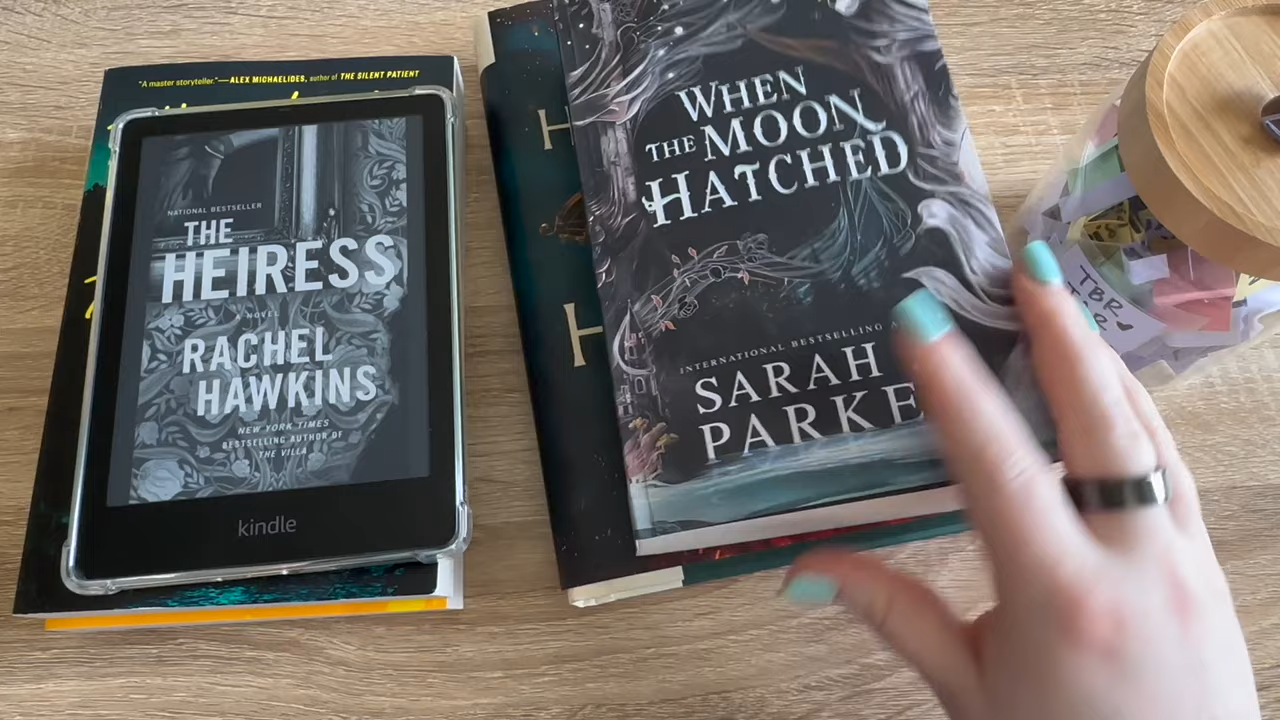 "A master storyteller."—ALEX MICHAELIDES, author of THE SILENT PATIENT
NATIONAL BESTSELLER
THE
HEIRESS
A NOVEL
RACHEL
HAWKINS
NEW YORK TIMES
BESTSELLING AUTHOR OF
THE VILLA
kindle
H
H
WHEN
THE MOON
HATCHED
INTERNATIONAL BESTSELLING A
SARAH
PARKE
TBR
JAR